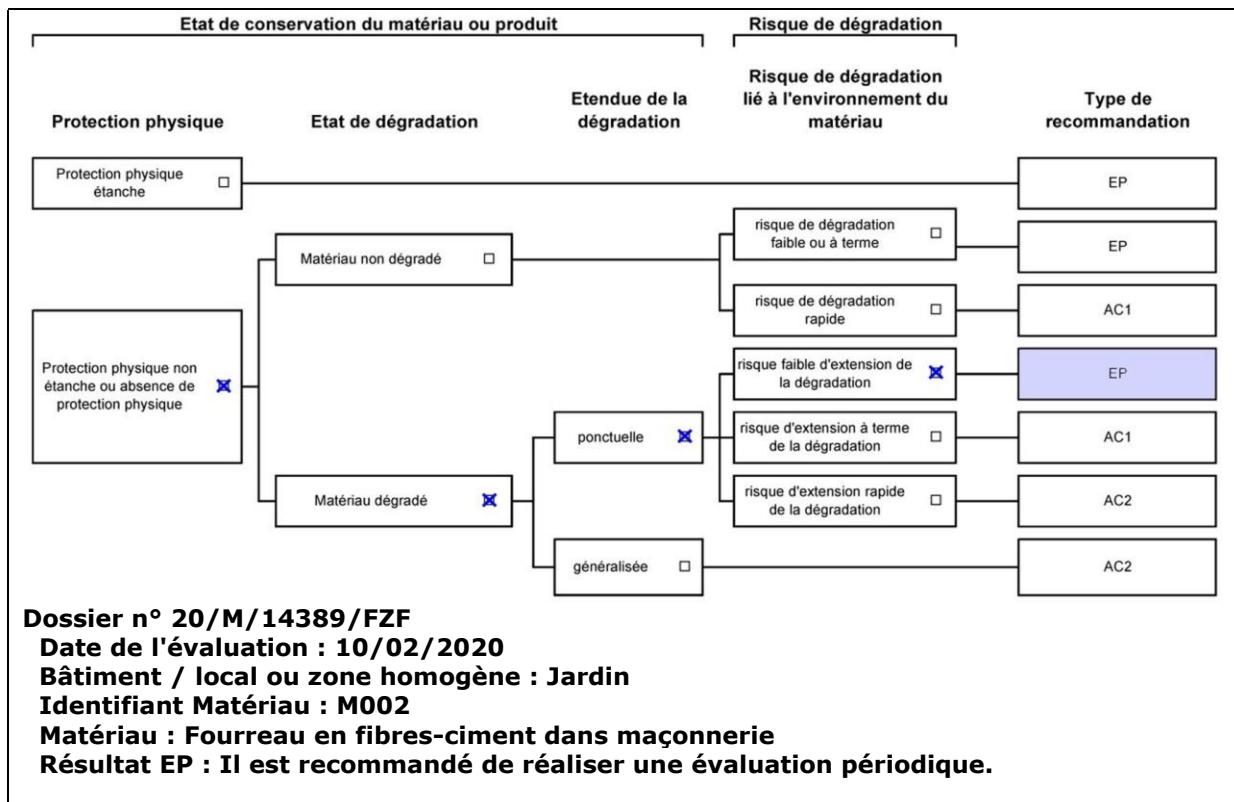 Etat de conservation du matériau ou produit
Risque de dégradation
Protection physique
Etat de dégradation
Etendue de la
dégradation
Risque de dégradation
lié à l'environnement du
matériau
Type de
recommandation
Protection physique
étanche
EP
Matériau non dégradé
risque de dégradation
faible ou à terme
EP
risque de dégradation
rapide
AC1
Protection physique non
étanche ou absence de
protection physique
risque faible d'extension de
la dégradation
EP
ponctuelle
risque d'extension à terme
de la dégradation
AC1
Matériau dégradé
risque d'extension rapide
de la dégradation
AC2
généralisée
AC2
Dossier n° 20/M/14389/FZF
Date de l'évaluation : 10/02/2020
Bâtiment / local ou zone homogène : Jardin
Identifiant Matériau : M002
Matériau : Fourreau en fibres-ciment dans maçonnerie
Résultat EP : Il est recommandé de réaliser une évaluation périodique.